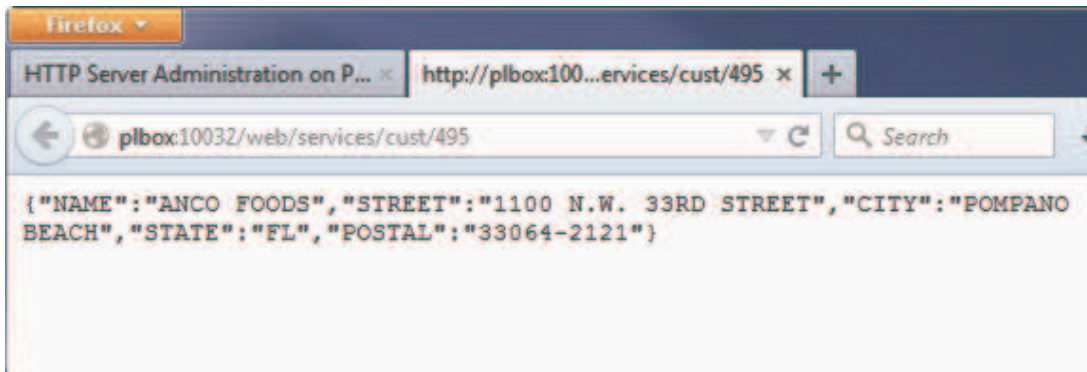 Firefox
HTTP Server Administration on P... × http://plbox:100...ervices/cust/495 × +
plbox:10032/web/services/cust/495 Search
{"NAME":"ANCO FOODS","STREET":"1100 N.W. 33RD STREET","CITY":"POMPANO
BEACH","STATE":"FL","POSTAL":"33064-2121"}